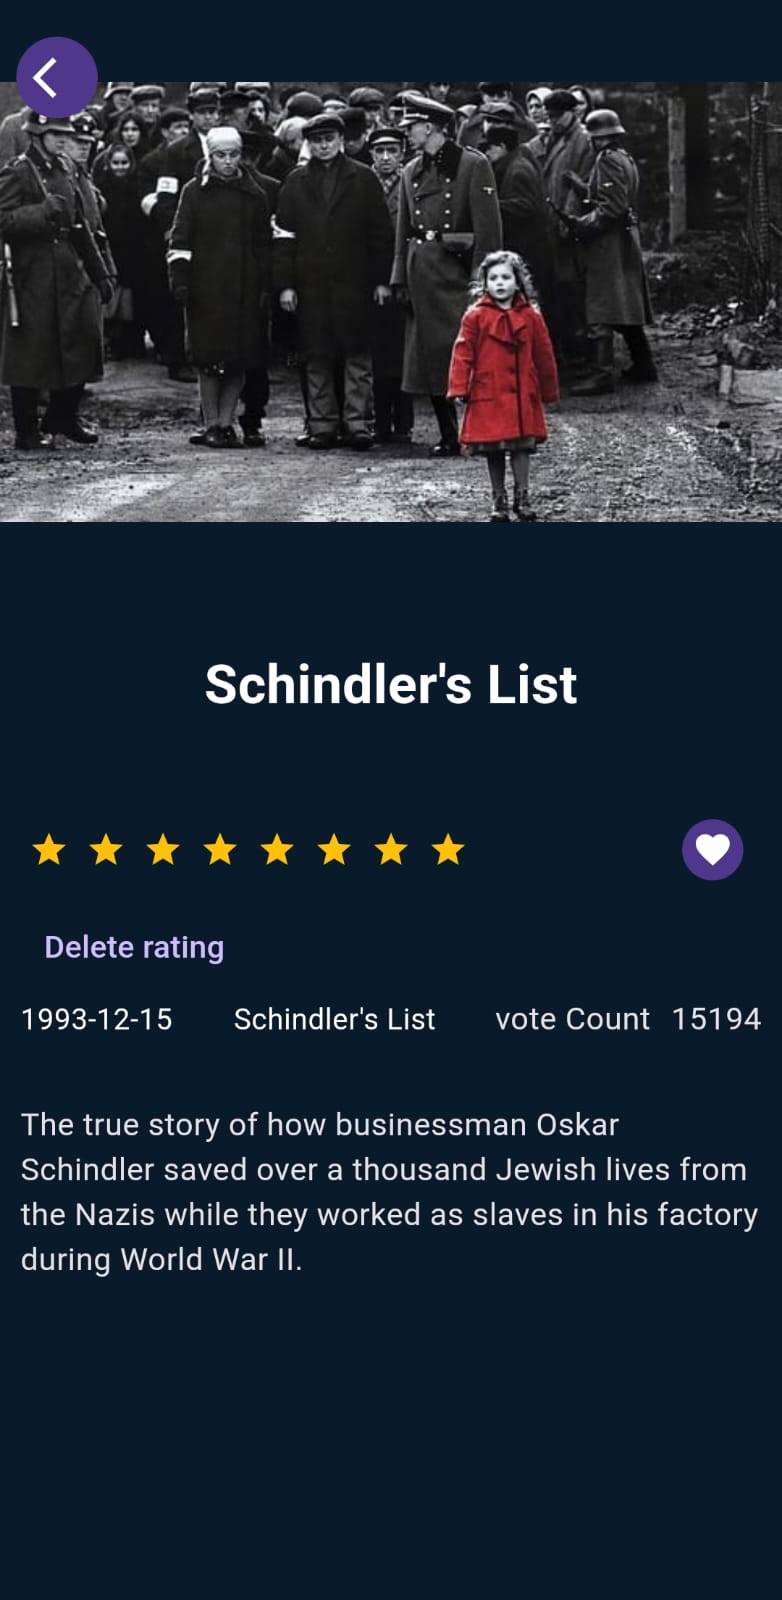 Schindler's List
Delete rating
1993-12-15 Schindler's List vote Count 15194
The true story of how businessman Oskar
Schindler saved over a thousand Jewish lives from
the Nazis while they worked as slaves in his factory
during World War II.